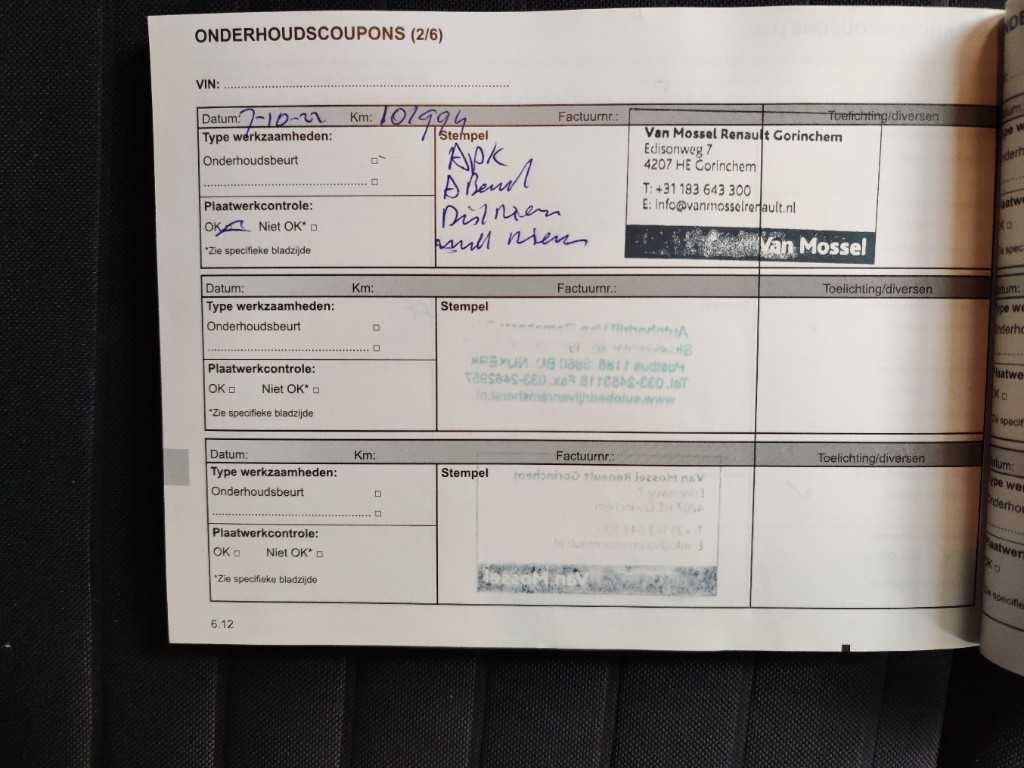 ONDERHOUDSCOUPONS (2/6)
VIN: ..........................................................
Datum: 7-10-22 Km: 101994 Factuurnr.: Toelichting/diversen
Type werkzaamheden: Stempel
Onderhoudsbeurt
Plaatwerkcontrole:
OK Niet OK*
*Zie specifieke bladzijde
APK
Van Mossel Renault Gorinchem
Edisonweg 7
4207 HE Gorinchem
T: +31 183 643 300
E: info@vanmosselrenault.nl
Van Mossel
Datum: Km: Factuurnr.: Toelichting/diversen
Type werkzaamheden: Stempel
Onderhoudsbeurt
Plaatwerkcontrole:
OK Niet OK*
*Zie specifieke bladzijde
Datum: Km: Factuurnr.: Toelichting/diversen
Type werkzaamheden: Stempel
Onderhoudsbeurt
Plaatwerkcontrole:
OK Niet OK*
*Zie specifieke bladzijde
6.12